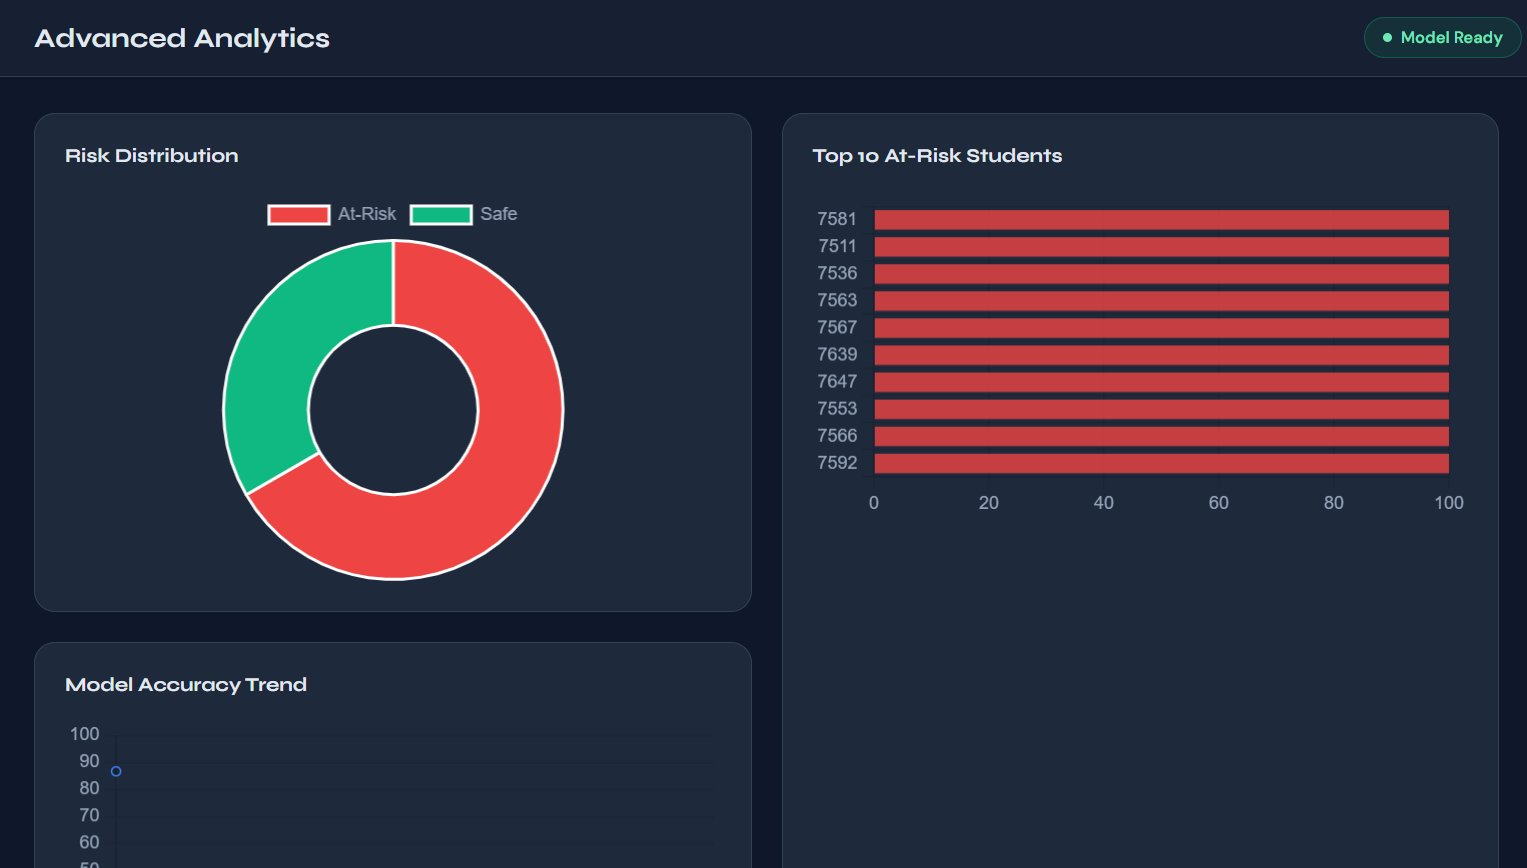 Advanced Analytics
Model Ready
Risk Distribution
At-Risk
Safe
Top 10 At-Risk Students
7581
7511
7536
7563
7567
7639
7647
7553
7566
7592
0 20 40 60 80 100
Model Accuracy Trend
100
90
80
70
60
50